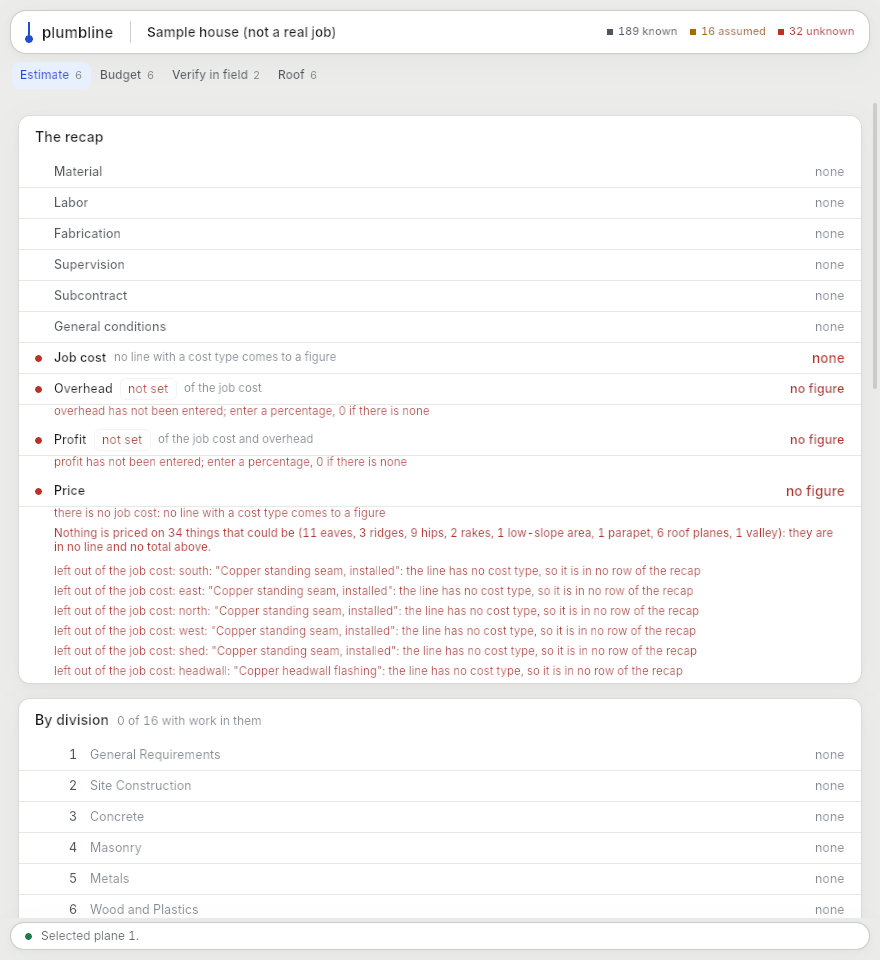 plumbline Sample house (not a real job) 189 known 16 assumed 32 unknown
Estimate 6 Budget 6 Verify in field 2 Roof 6
The recap
Material none
Labor none
Fabrication none
Supervision none
Subcontract none
General conditions none
Job cost no line with a cost type comes to a figure none
Overhead not set of the job cost no figure
overhead has not been entered; enter a percentage, 0 if there is none
Profit not set of the job cost and overhead no figure
profit has not been entered; enter a percentage, 0 if there is none
Price no figure
there is no job cost: no line with a cost type comes to a figure
Nothing is priced on 34 things that could be (11 eaves, 3 ridges, 9 hips, 2 rakes, 1 low-slope area, 1 parapet, 6 roof planes, 1 valley): they are
in no line and no total above.
left out of the job cost: south: "Copper standing seam, installed": the line has no cost type, so it is in no row of the recap
left out of the job cost: east: "Copper standing seam, installed": the line has no cost type, so it is in no row of the recap
left out of the job cost: north: "Copper standing seam, installed": the line has no cost type, so it is in no row of the recap
left out of the job cost: west: "Copper standing seam, installed": the line has no cost type, so it is in no row of the recap
left out of the job cost: shed: "Copper standing seam, installed": the line has no cost type, so it is in no row of the recap
left out of the job cost: headwall: "Copper headwall flashing": the line has no cost type, so it is in no row of the recap
By division 0 of 16 with work in them
1 General Requirements none
2 Site Construction none
3 Concrete none
4 Masonry none
5 Metals none
6 Wood and Plastics none
Selected plane 1.